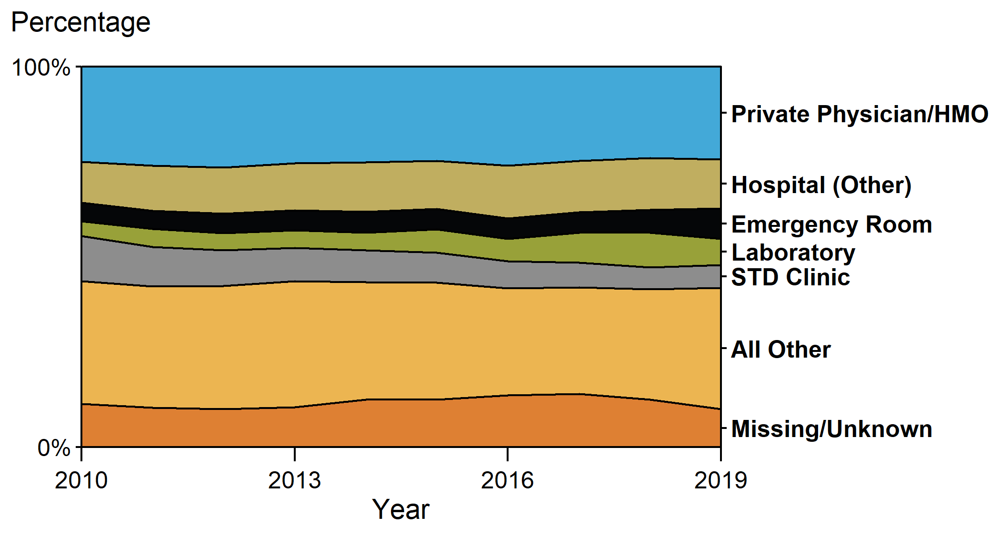 Percentage
100%
Private Physician/HMO
Hospital (Other)
Emergency Room
Laboratory
STD Clinic
All Other
Missing/Unknown
0%
2010 2013 2016 2019
Year